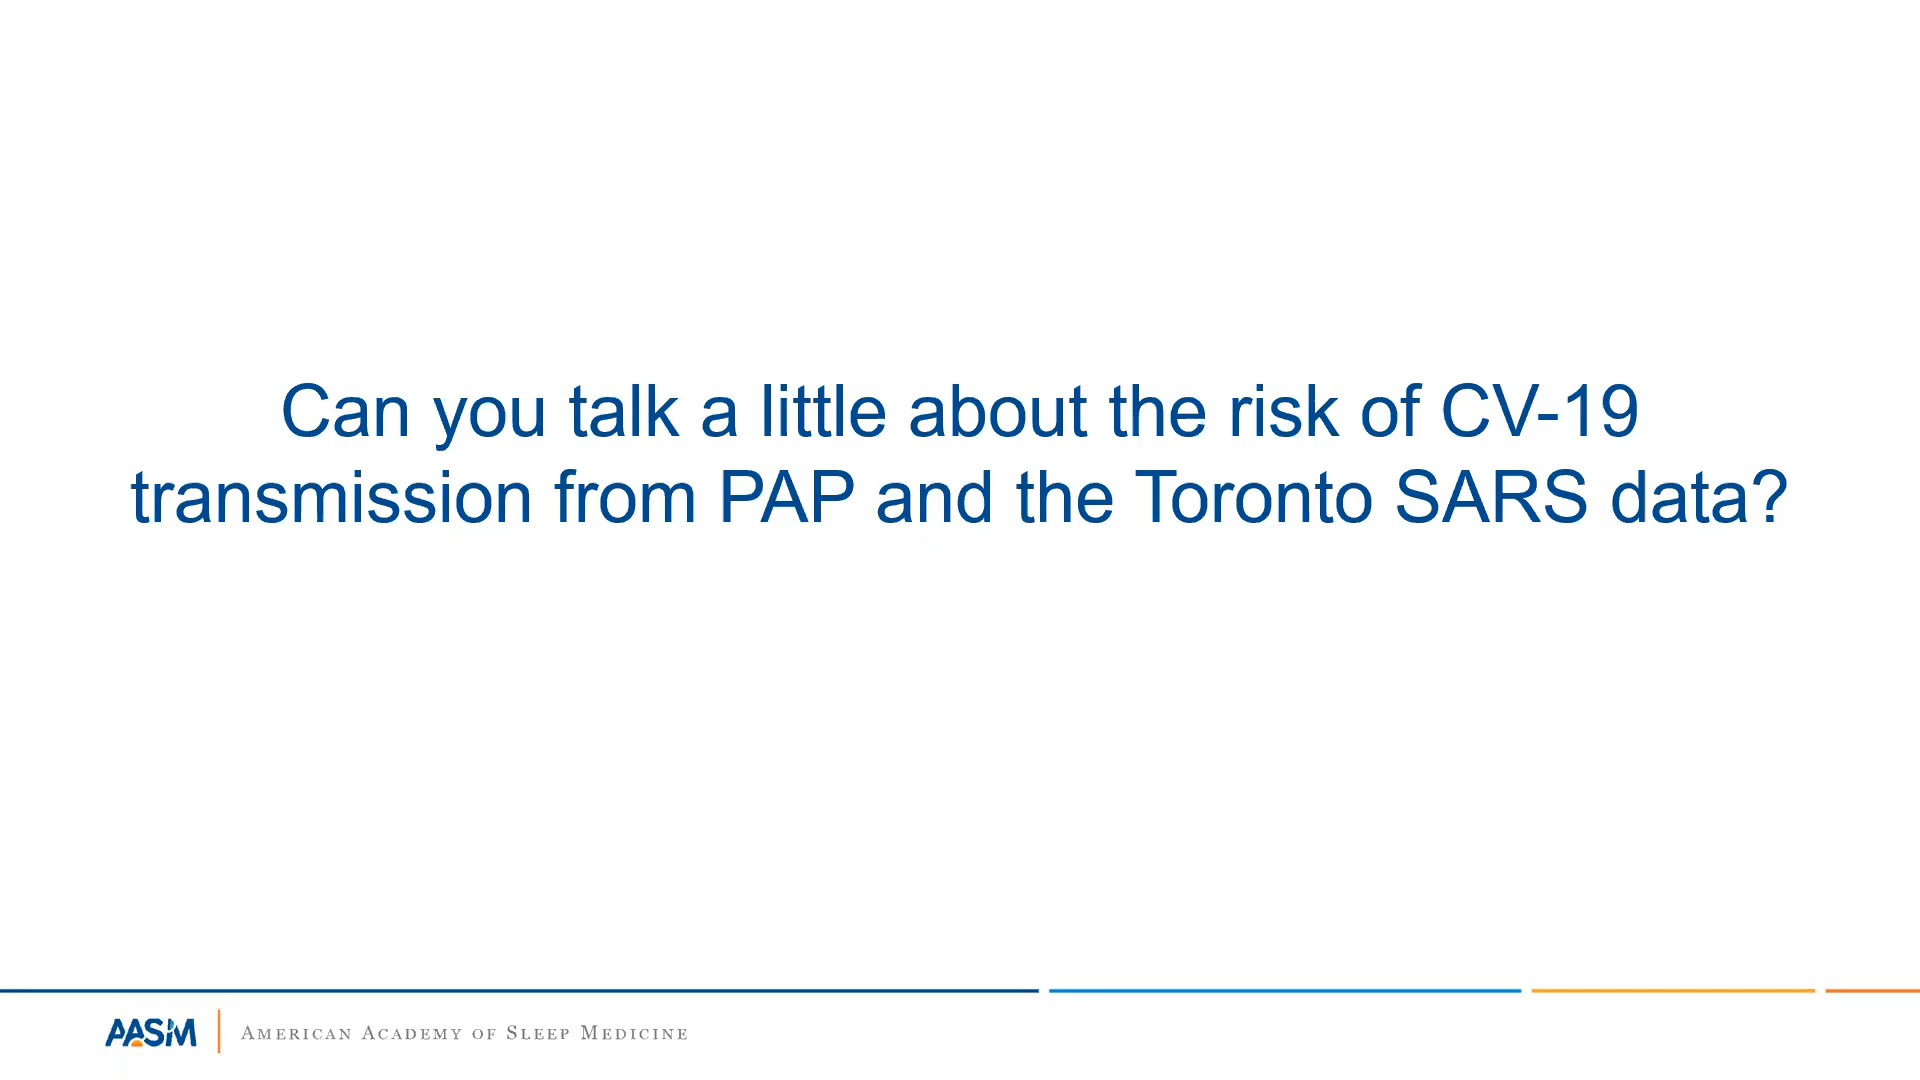 Can you talk a little about the risk of CV-19
transmission from PAP and the Toronto SARS data?
AASM
AMERICAN ACADEMY OF SLEEP MEDICINE